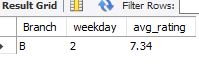 Result Grid Filter Rows:
Branch weekday avg_rating
B 2 7.34